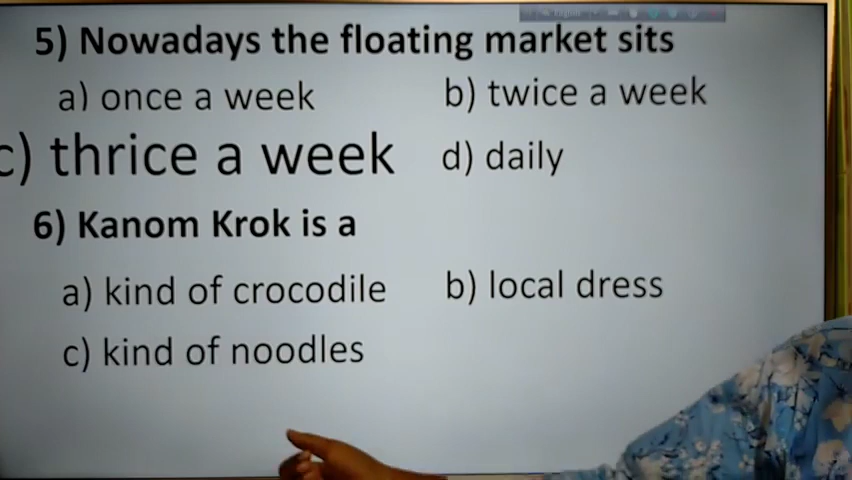 5) Nowadays the floating market sits
a) once a week b) twice a week
c) thrice a week d) daily
6) Kanom Krok is a
a) kind of crocodile b) local dress
c) kind of noodles